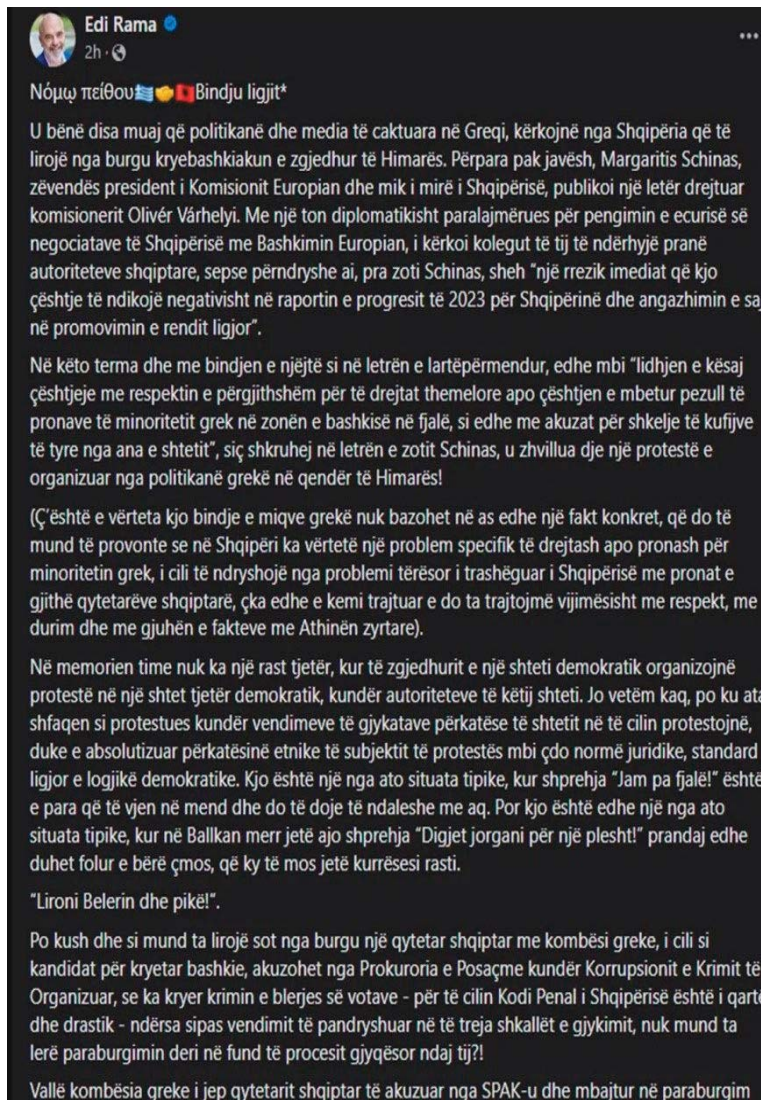 Edi Rama
2h
Νόμῳ πείθου🇬🇷🤝🇦🇱Bindju ligjit*
U bënë disa muaj që politikanë dhe media të caktuara në Greqi, kërkojnë nga Shqipëria që të
lirojë nga burgu kryebashkiakun e zgjedhur të Himarës. Përpara pak javësh, Margaritis Schinas,
zëvendës president i Komisionit Europian dhe mik i mirë i Shqipërisë, publikoi një letër drejtuar
komisionerit Olivér Várhelyi. Me një ton diplomatikisht paralajmërues për pengimin e ecurisë së
negociatave të Shqipërisë me Bashkimin Europian, i kërkoi kolegut të tij të ndërhyjë pranë
autoriteteve shqiptare, sepse përndryshe ai, pra zoti Schinas, sheh “një rrezik imediat që kjo
çështje të ndikojë negativisht në raportin e progresit të 2023 për Shqipërinë dhe angazhimin e saj
në promovimin e rendit ligjor”.
Në këto terma dhe me bindjen e njëjtë si në letrën e lartëpërmendur, edhe mbi “lidhjen e kësaj
çështjeje me respektin e përgjithshëm për të drejtat themelore apo çështjen e mbetur pezull të
pronave të minoritetit grek në zonën e bashkisë në fjalë, si edhe me akuzat për shkelje të kufijve
të tyre nga ana e shtetit”, siç shkruhej në letrën e zotit Schinas, u zhvillua dje një protestë e
organizuar nga politikanë grekë në qendër të Himarës!
(Ç’është e vërteta kjo bindje e miqve grekë nuk bazohet në as edhe një fakt konkret, që do të
mund të provonte se në Shqipëri ka vërtetë një problem specifik të drejtash apo pronash për
minoritetin grek, i cili të ndryshojë nga problemi tërësor i trashëguar i Shqipërisë me pronat e
gjithë qytetarëve shqiptarë, çka edhe e kemi trajtuar e do ta trajtojmë vijimësisht me respekt, me
durim dhe me gjuhën e fakteve me Athinën zyrtare).
Në memorien time nuk ka një rast tjetër, kur të zgjedhurit e një shteti demokratik organizojnë
protestë në një shtet tjetër demokratik, kundër autoriteteve të këtij shteti. Jo vetëm kaq, po ku ata
shfaqen si protestues kundër vendimeve të gjykatave përkatëse të shtetit në të cilin protestojnë,
duke e absolutizuar përkatësinë etnike të subjektit të protestës mbi çdo normë juridike, standard
ligjor e logjikë demokratike. Kjo është një nga ato situata tipike, kur shprehja “Jam pa fjalë!” është
e para që të vjen në mend dhe do të doje të ndaleshe me aq. Por kjo është edhe një nga ato
situata tipike, kur në Ballkan merr jetë ajo shprehja “Digjet jorgani për një plesht!” prandaj edhe
duhet folur e bërë çmos, që ky të mos jetë kurrësesi rasti.
“Lironi Belerin dhe pikë!”.
Po kush dhe si mund ta lirojë sot nga burgu një qytetar shqiptar me kombësi greke, i cili si
kandidat për kryetar bashkie, akuzohet nga Prokuroria e Posaçme kundër Korrupsionit e Krimit të
Organizuar, se ka kryer krimin e blerjes së votave - për të cilin Kodi Penal i Shqipërisë është i qartë
dhe drastik - ndërsa sipas vendimit të pandryshuar në të treja shkallët e gjykimit, nuk mund ta
lerë paraburgimin deri në fund të procesit gjyqësor ndaj tij?!
Vallë kombësia greke i jep qytetarit shqiptar të akuzuar nga SPAK-u dhe mbajtur në paraburgim